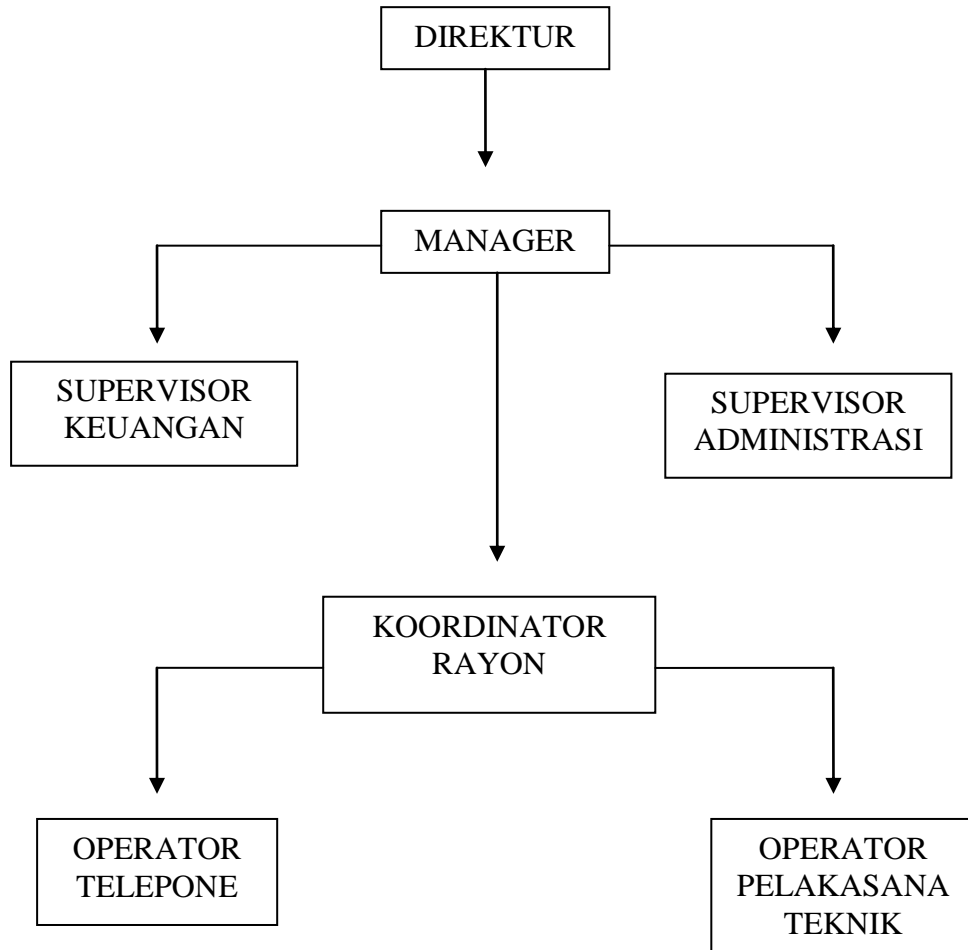 DIREKTUR
MANAGER
SUPERVISOR
KEUANGAN
SUPERVISOR
ADMINISTRASI
KOORDINATOR
RAYON
OPERATOR
TELEPONE
OPERATOR
PELAKASANA
TEKNIK